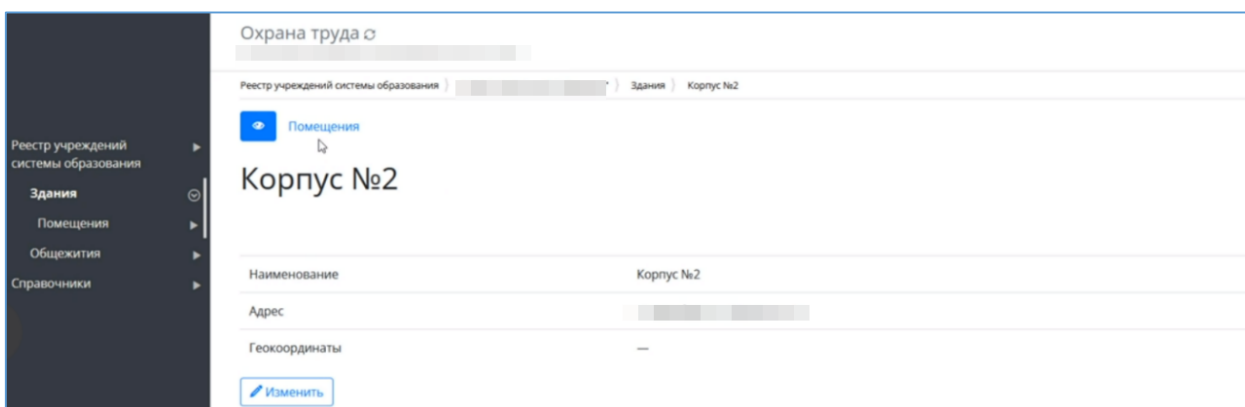 Охрана труда
Реестр учреждений системы образования
Здания
Корпус №2
Помещения
Корпус №2
Реестр учреждений
системы образования
Здания
Помещения
Общежития
Справочники
Наименование Корпус №2
Адрес
Геокоординаты —
Изменить